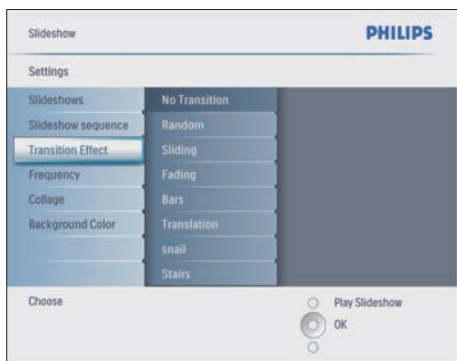 Slideshow PHILIPS
Settings
Slideshows No Transition
Slideshow sequence Random
Transition Effect Sliding
Frequency Fading
Collage Bars
Background Color Translation
snail
Stairs
Choose Play Slideshow
OK